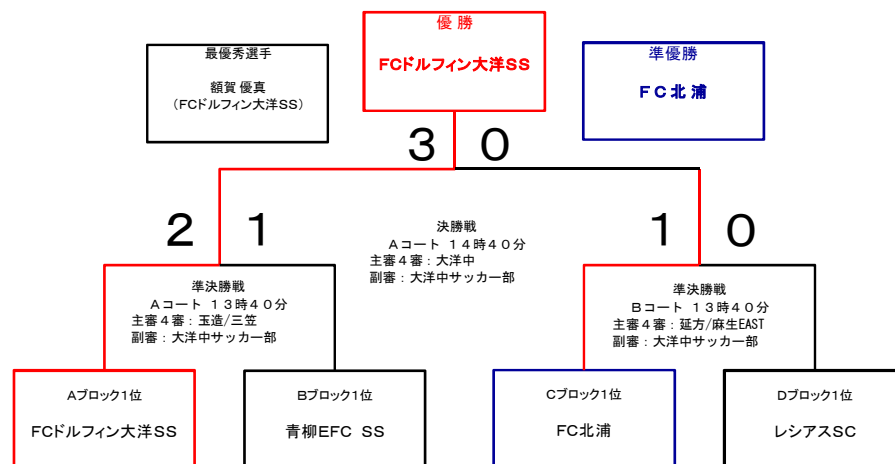 優勝
FCドルフィン大洋SS
最優秀選手
額賀 優真
(FCドルフィン大洋SS)
準優勝
FC北浦
3 0
2 1
決勝戦
Aコート 14時40分
主審4審:大洋中
副審:大洋中サッカー部
1 0
準決勝戦
Aコート 13時40分
主審4審:玉造/三笠
副審:大洋中サッカー部
準決勝戦
Bコート 13時40分
主審4審:延方/麻生EAST
副審:大洋中サッカー部
Aブロック1位
FCドルフィン大洋SS
Bブロック1位
青柳EFC SS
Cブロック1位
FC北浦
Dブロック1位
レシアスSC